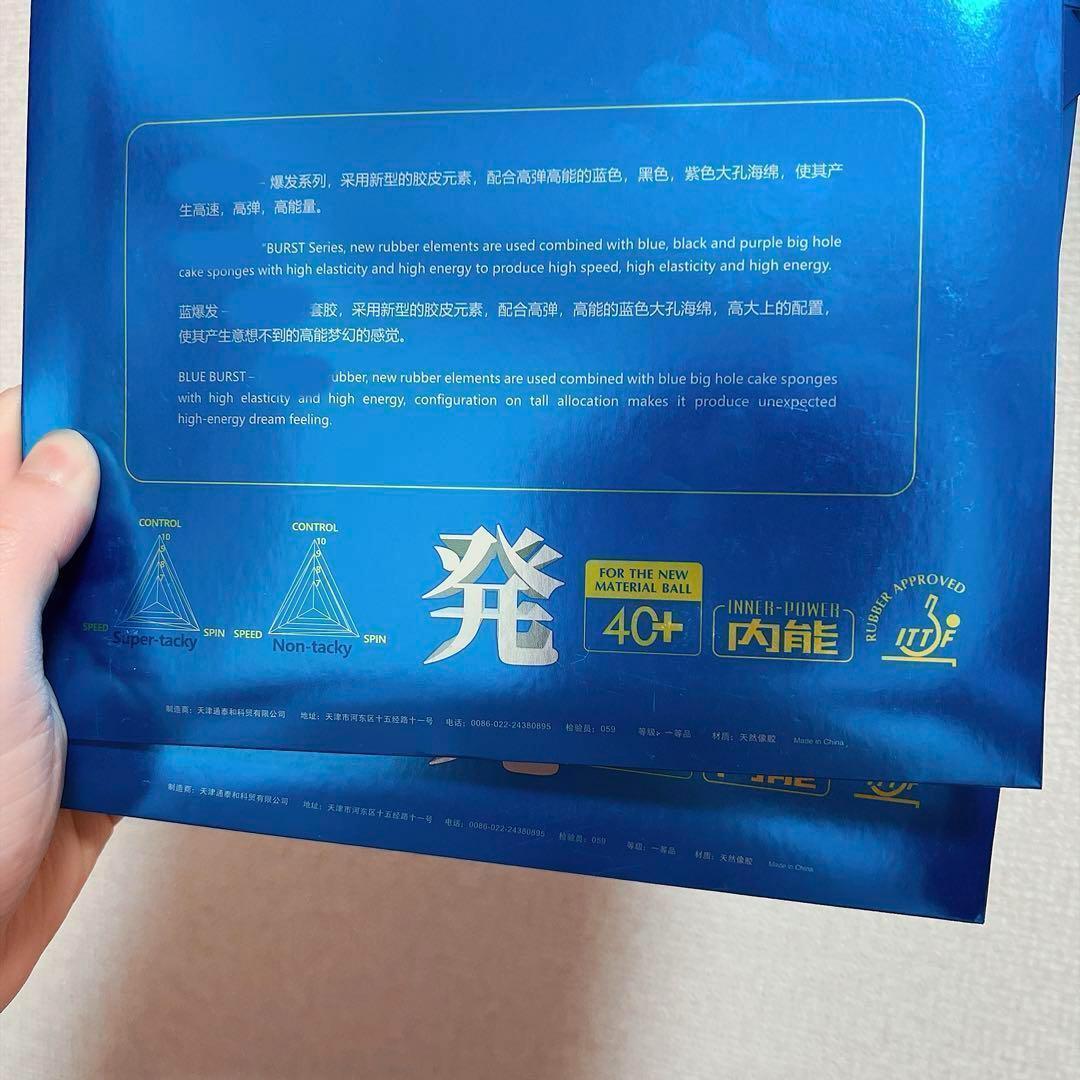 – 爆发系列，采用新型的胶皮元素，配合高弹高能的蓝色，黑色，紫色大孔海绵，使其产
生高速，高弹，高能量。
"BURST Series, new rubber elements are used combined with blue, black and purple big hole
cake sponges with high elasticity and high energy to produce high speed, high elasticity and high energy.
蓝爆发 – 套胶，采用新型的胶皮元素，配合高弹，高能的蓝色大孔海绵，高大上的配置，
使其产生意想不到的高能梦幻的感觉。
BLUE BURST – ubber, new rubber elements are used combined with blue big hole cake sponges
with high elasticity and high energy, configuration on tall allocation makes it produce unexpected
high-energy dream feeling.
CONTROL
10
9
8
7
SPEED
SPIN
Super-tacky
CONTROL
10
9
8
7
SPEED
SPIN
Non-tacky
発
FOR THE NEW
MATERIAL BALL
40+
INNER-POWER
内能
RUBBER APPROVED
ITTF
制造商：天津通泰和科贸有限公司 地址：天津市河东区十五经路十一号 电话：0086-022-24380895 检验员：059 等级：一等品 材质：天然像胶 Made in China
内能
ITTF
制造商：天津通泰和科贸有限公司 地址：天津市河东区十五经路十一号 电话：0086-022-24380895 检验员：059 等级：一等品 材质：天然像胶 Made in China